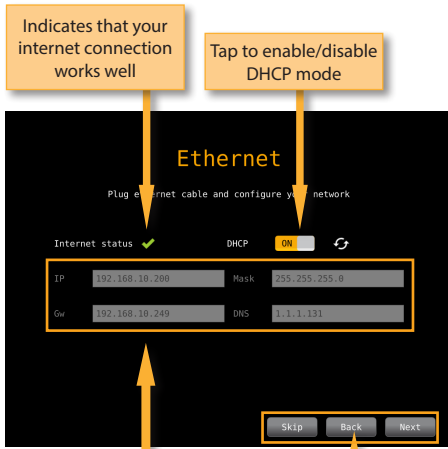 Indicates that your
internet connection
works well
Tap to enable/disable
DHCP mode
Ethernet
Plug ethernet cable and configure your network
Internet status
DHCP ON
IP 192.168.10.200 Mask 255.255.255.0
Gw 192.168.10.249 DNS 1.1.1.131
Skip Back Next